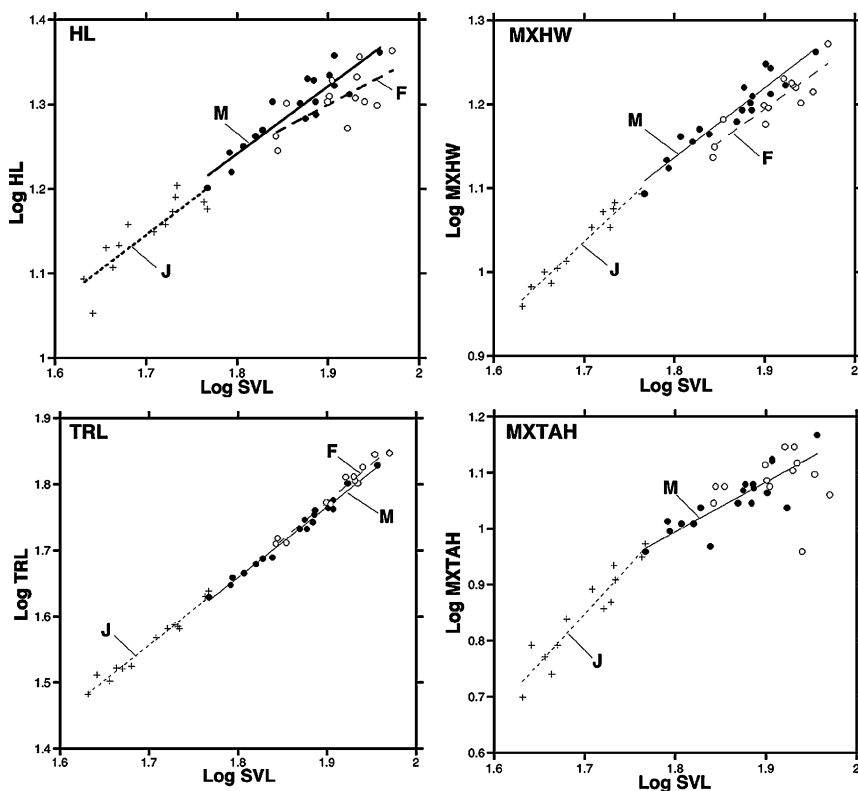 HL
1.4
1.3
1.2
1.1
1
Log HL
M
F
J
1.6
1.7
1.8
1.9
2
Log SVL
MXHW
1.2
1.1
1
0.9
Log MXHW
M
F
J
1.6
1.7
1.8
1.9
2
Log SVL
TRL
1.9
1.8
1.7
1.6
1.5
1.4
Log TRL
F
M
J
1.6
1.7
1.8
1.9
2
Log SVL
MXTAH
1.2
1.1
1
0.9
0.8
0.7
0.6
Log MXTAH
M
J
1.6
1.7
1.8
1.9
2
Log SVL